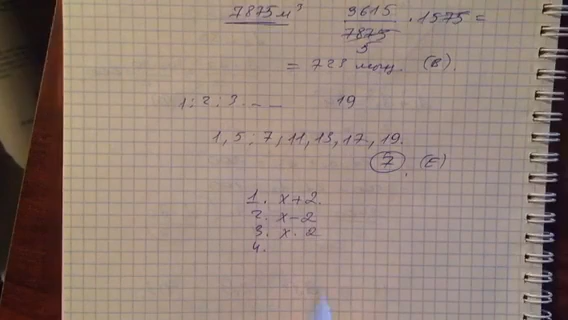 7875 м³ 3615/7875 · 1575 =
5
= 723 (В).
1; 2; 3. _ _ 19
1, 5; 7, 11, 13, 17, 19.
7. (Е)
1. x+2.
2. x-2
3. x·2
4.